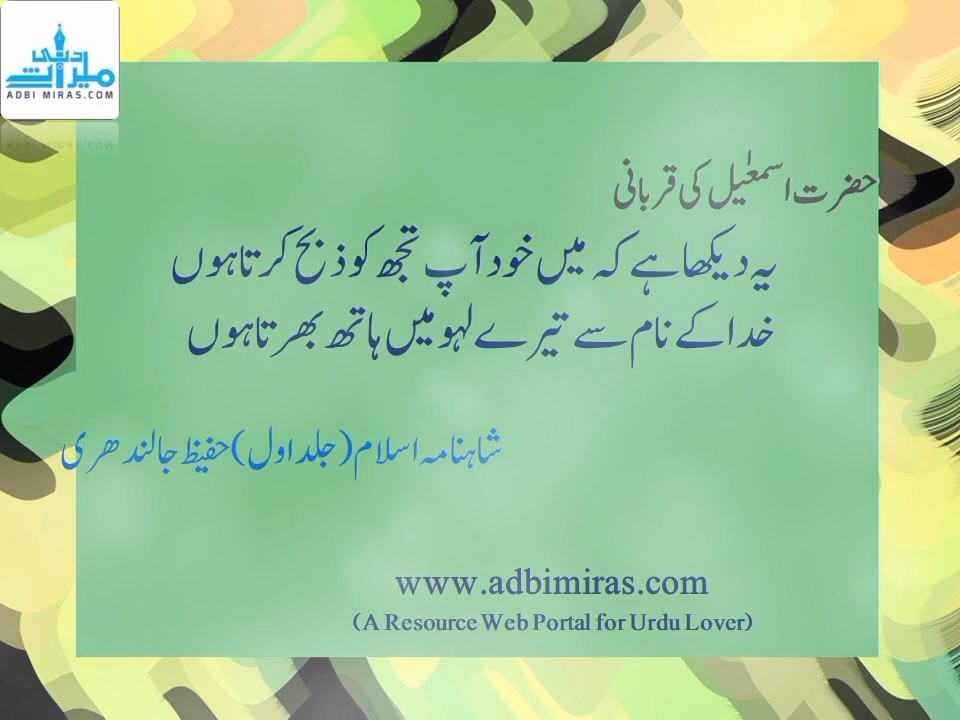 ادبی
میراث
ADBI MIRAS.COM
حضرت اسمعٰیل کی قربانی
یہ دیکھا ہے کہ میں خود آپ تجھ کو ذبح کرتا ہوں
خدا کے نام سے تیرے لہو میں ہاتھ بھرتا ہوں
شاہنامہ اسلام (جلد اول) حفیظ جالندھری
www.adbimiras.com
(A Resource Web Portal for Urdu Lover)